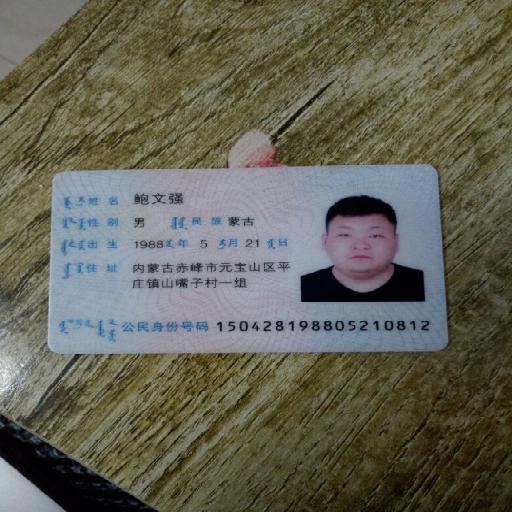 姓名 鲍文强
性别 男 民族 蒙古
出生 1988 年 5 月 21 日
住址 内蒙古赤峰市元宝山区平
庄镇山嘴子村一组
公民身份号码 150428198805210812